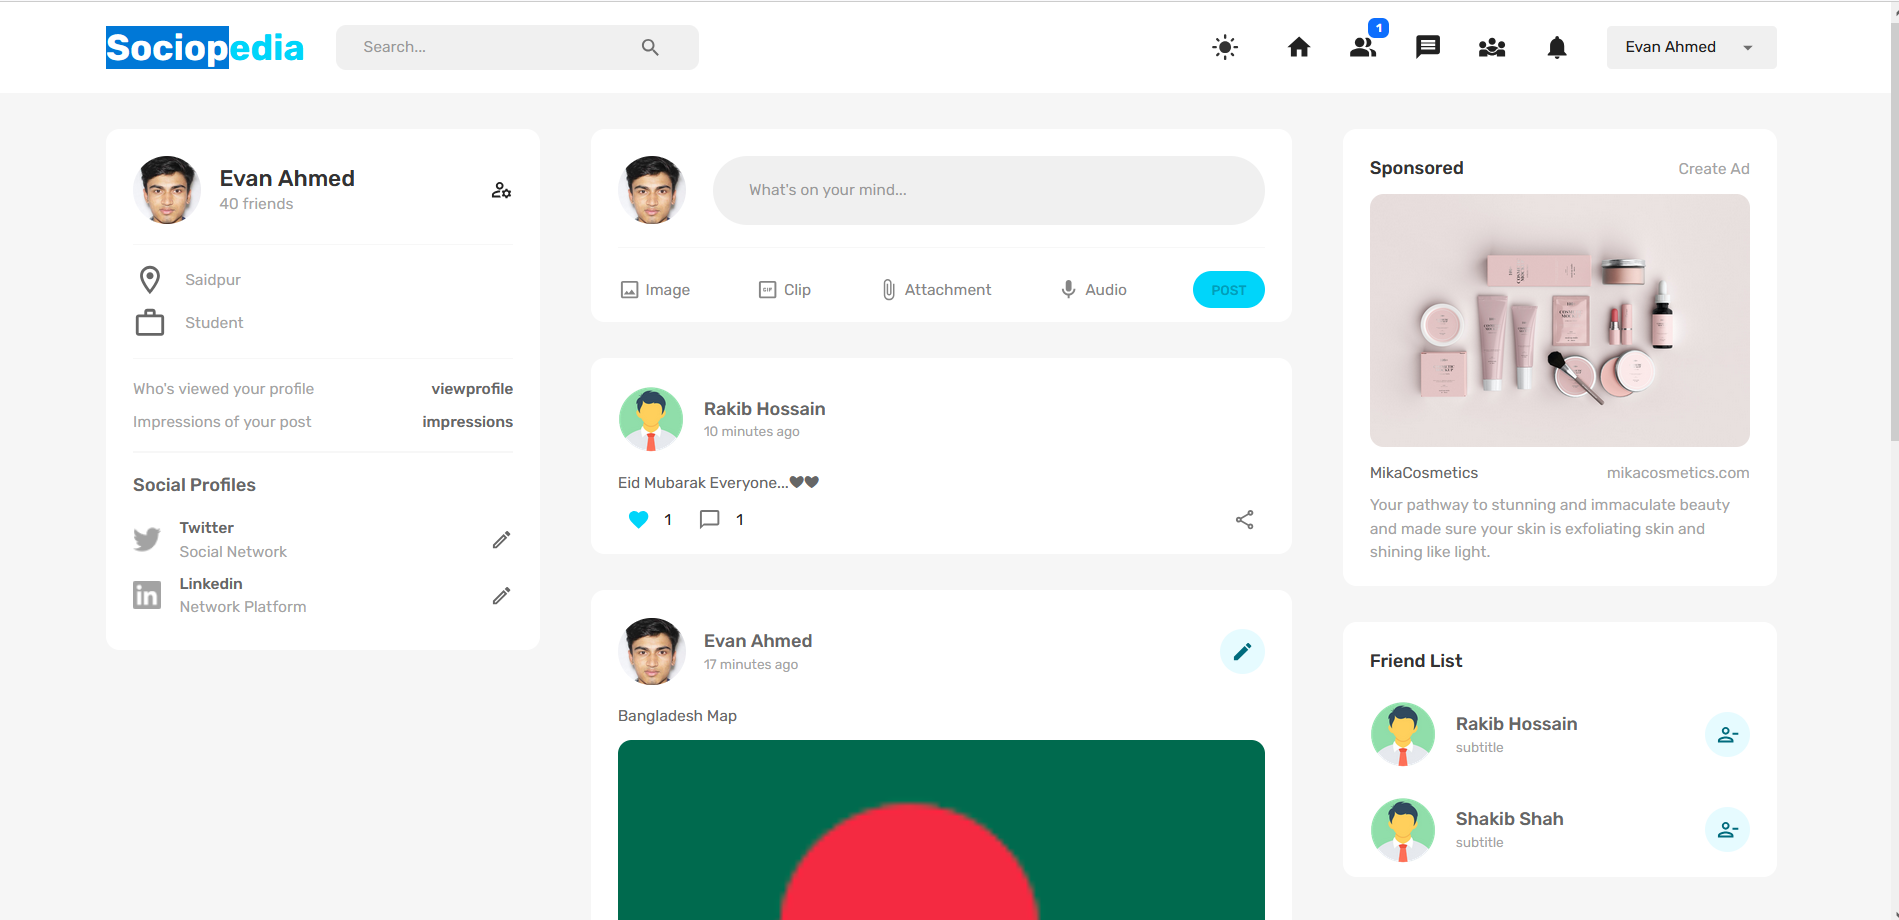 Sociopedia
Search...
1
Evan Ahmed
Evan Ahmed
40 friends
Saidpur
Student
Who's viewed your profile
viewprofile
Impressions of your post
impressions
Social Profiles
Twitter
Social Network
Linkedin
Network Platform
What's on your mind...
Image
GIF
Clip
Attachment
Audio
POST
Rakib Hossain
10 minutes ago
Eid Mubarak Everyone...🖤🖤
1
1
Evan Ahmed
17 minutes ago
Bangladesh Map
Sponsored
Create Ad
MikaCosmetics
mikacosmetics.com
Your pathway to stunning and immaculate beauty
and made sure your skin is exfoliating skin and
shining like light.
Friend List
Rakib Hossain
subtitle
Shakib Shah
subtitle